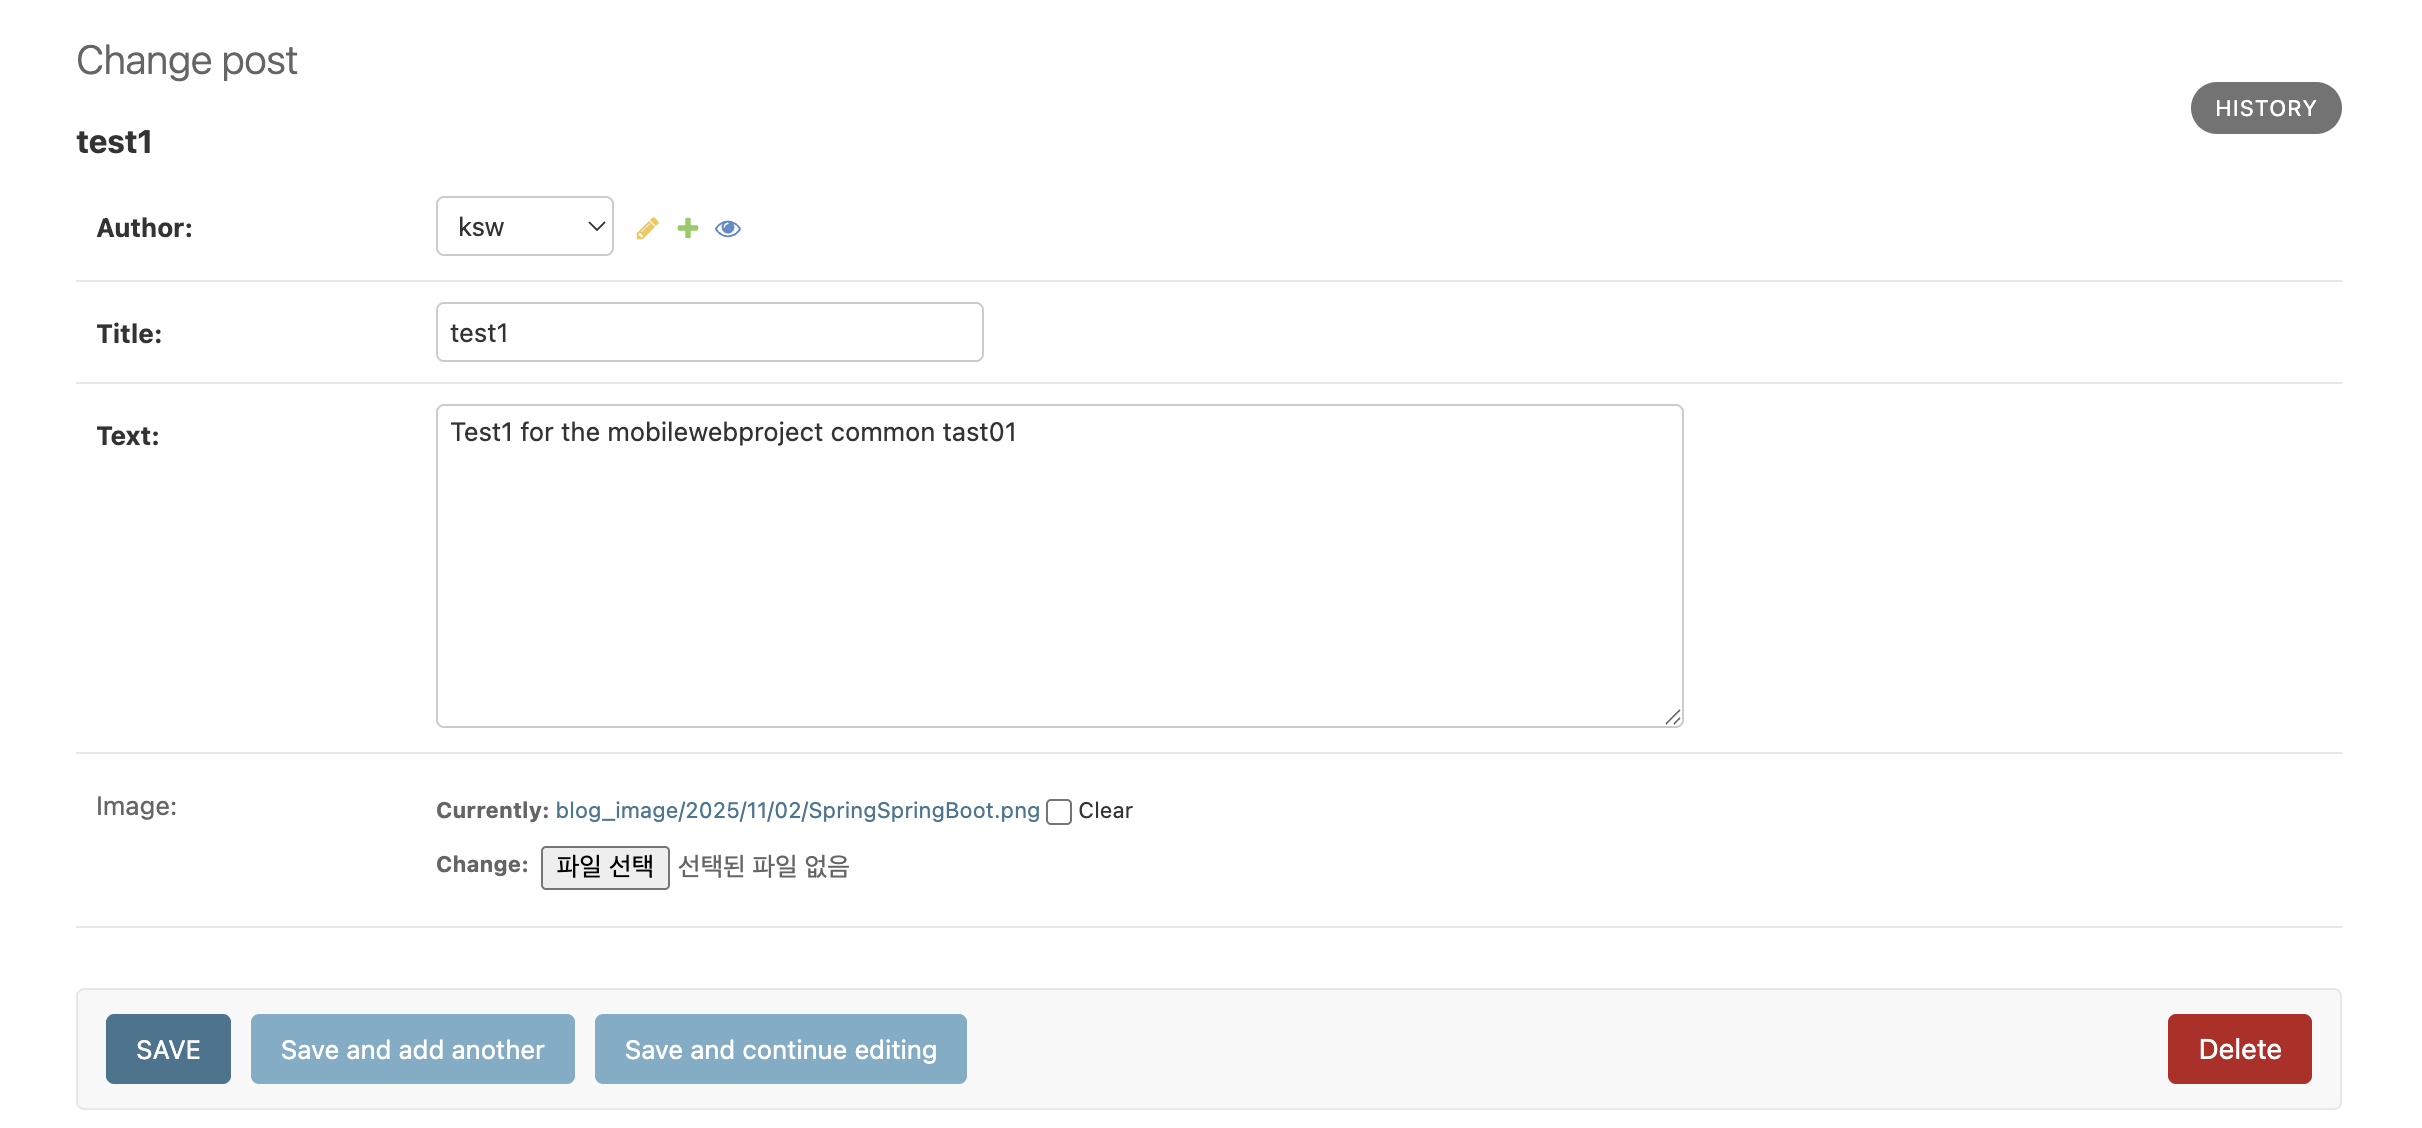 Change post
HISTORY
test1
Author:
ksw
Title:
test1
Text:
Test1 for the mobilewebproject common tast01
Image:
Currently: blog_image/2025/11/02/SpringSpringBoot.png Clear
Change: 파일 선택 선택된 파일 없음
SAVE Save and add another Save and continue editing Delete